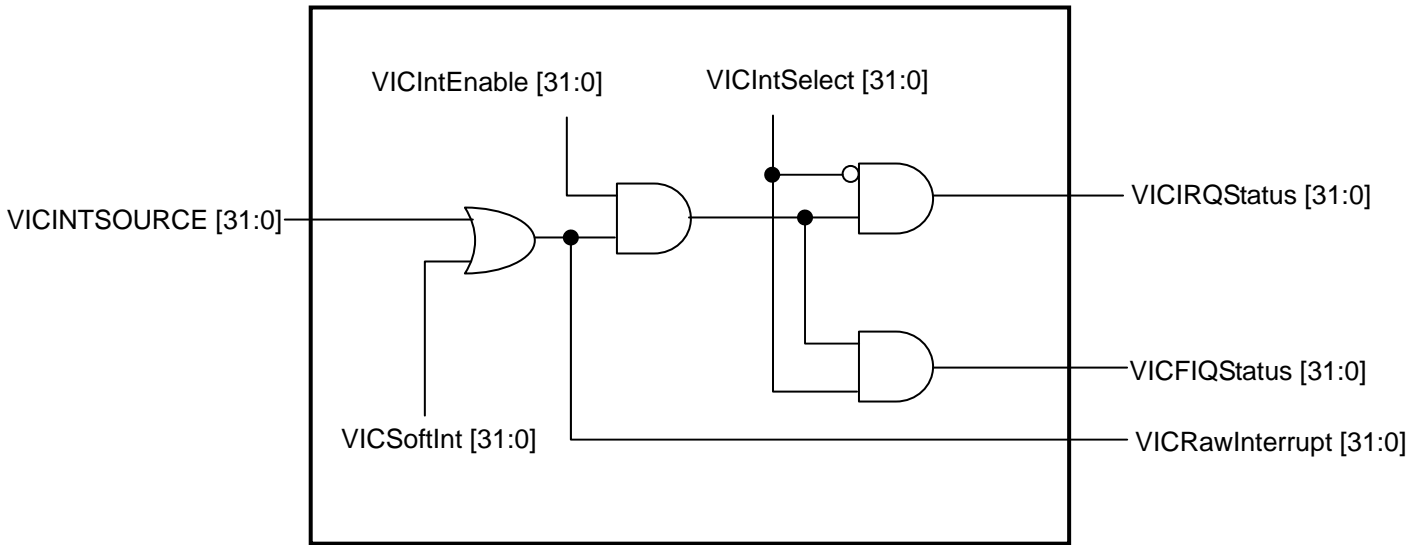 VICIntEnable [31:0]
VICIntSelect [31:0]
VICINTSOURCE [31:0]
VICIRQStatus [31:0]
VICFIQStatus [31:0]
VICSoftInt [31:0]
VICRawInterrupt [31:0]